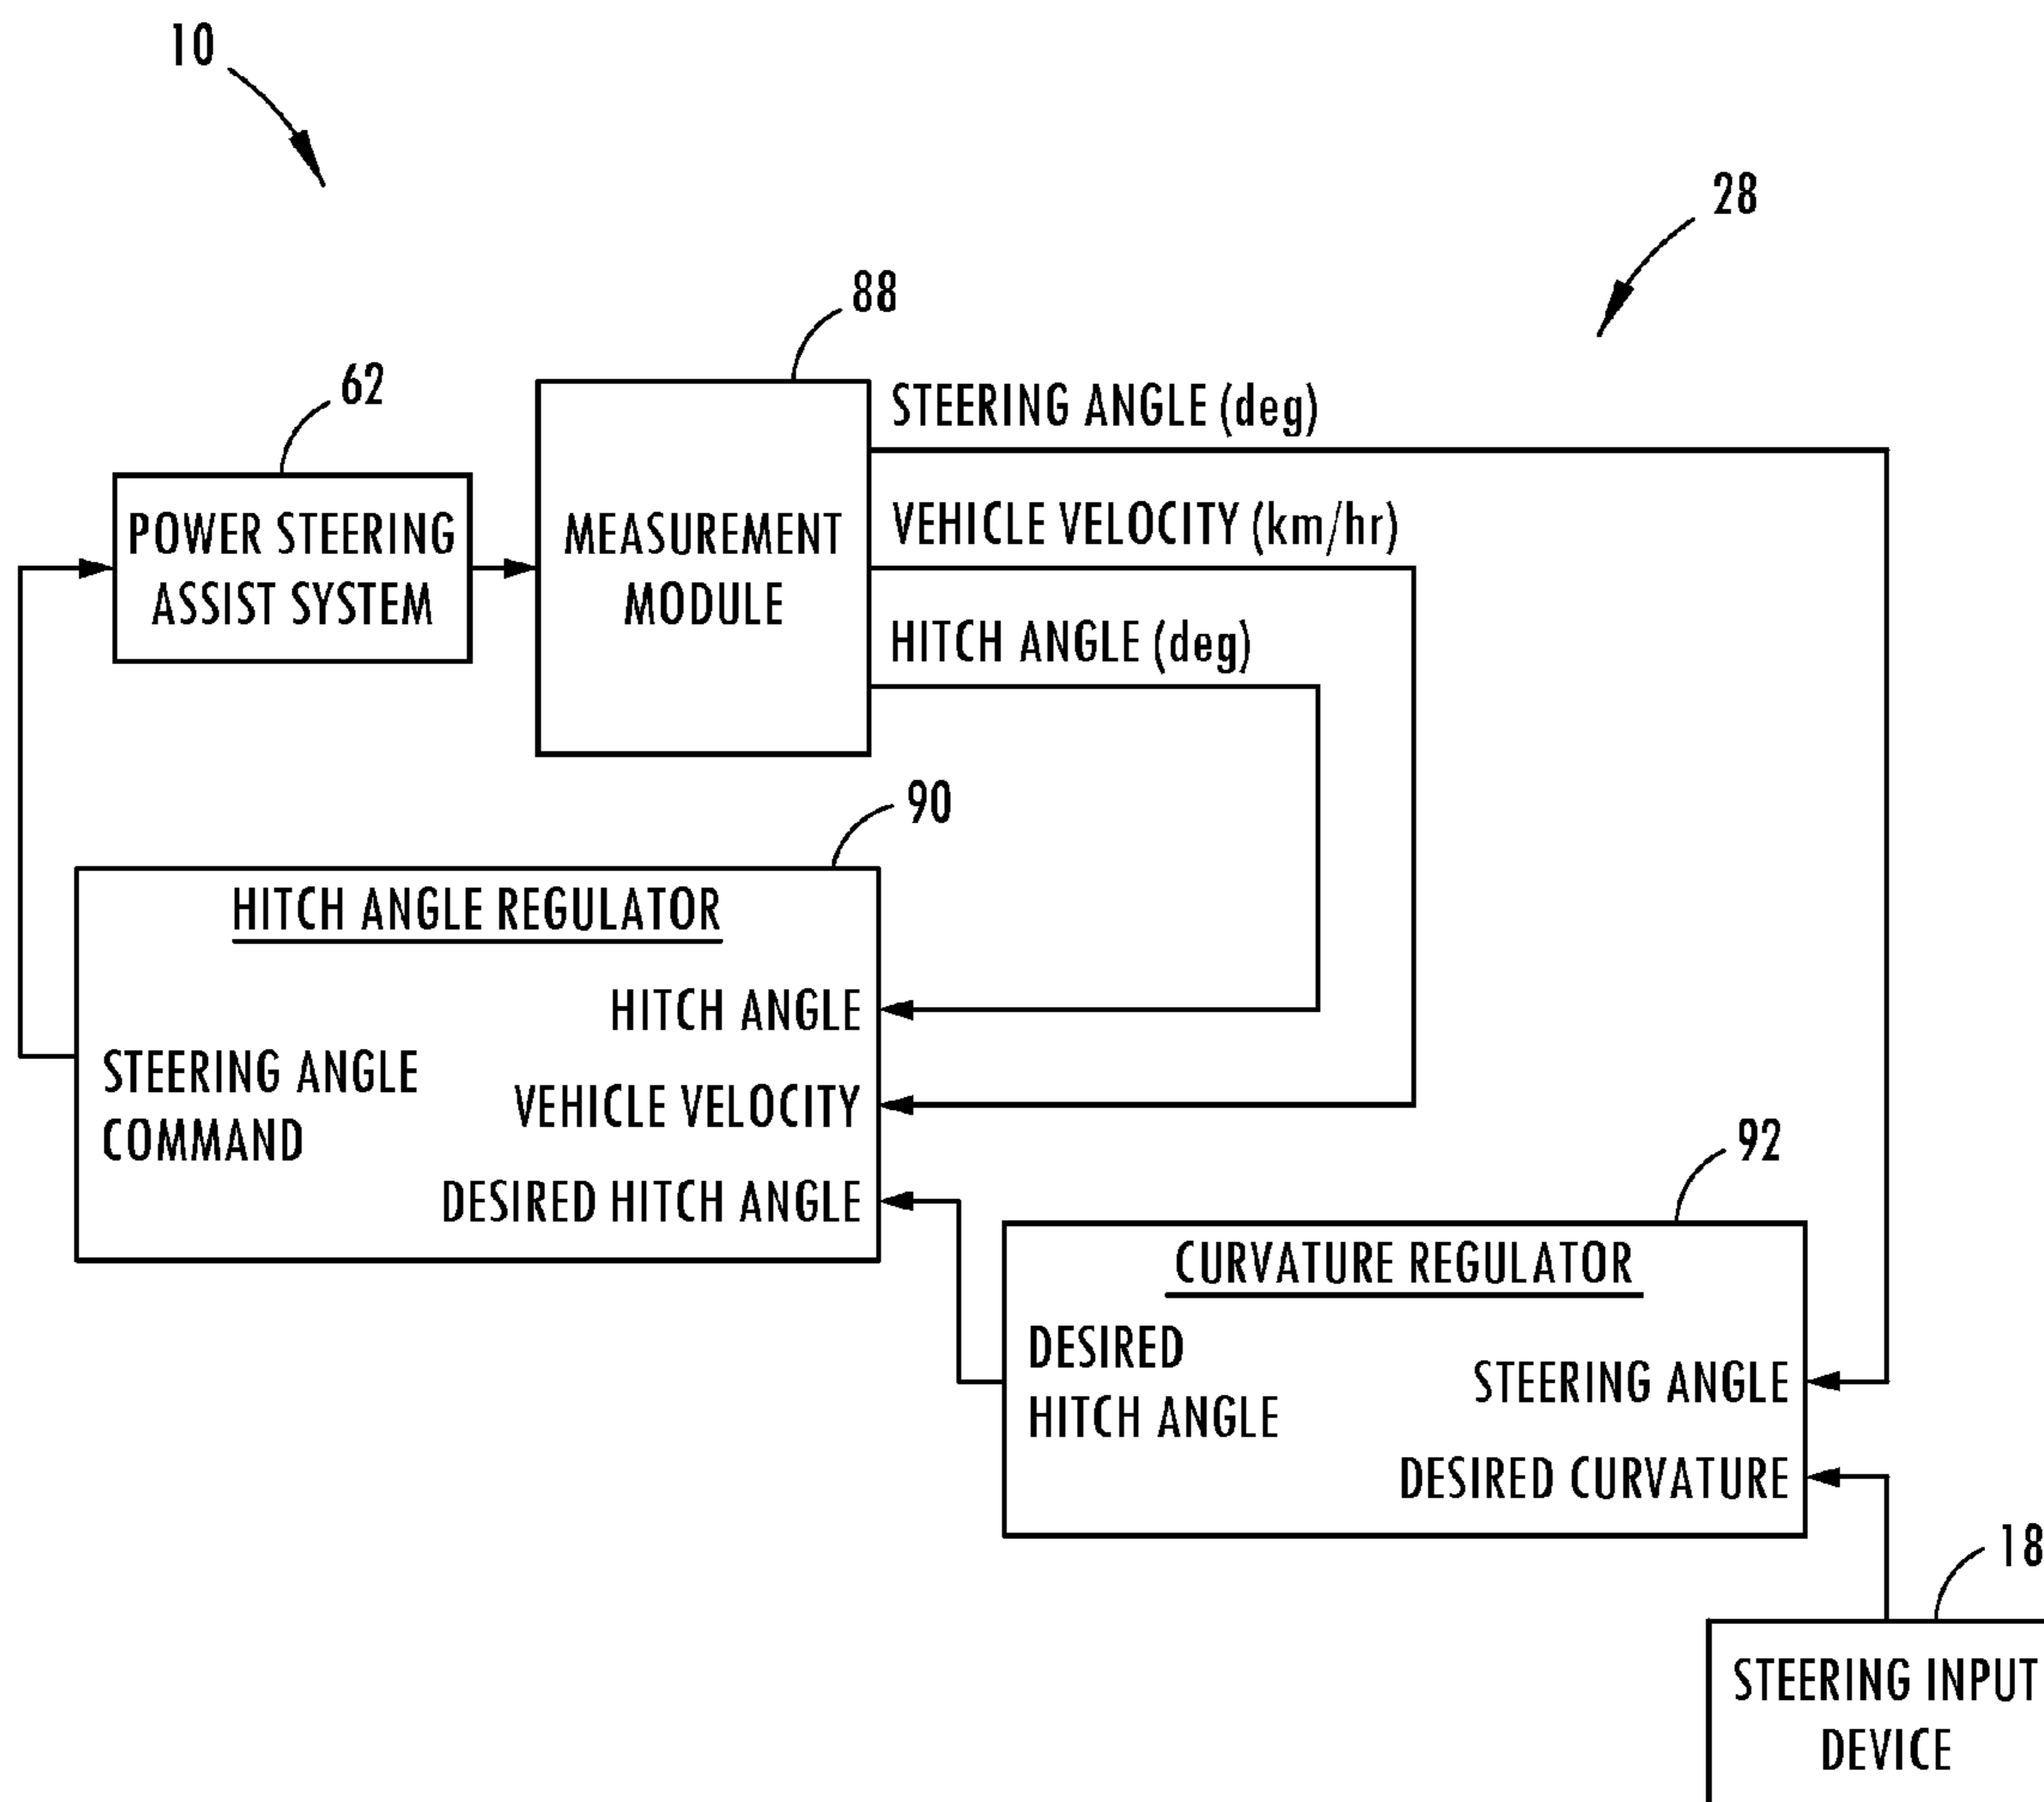 10
28
88
62
STEERING ANGLE (deg)
VEHICLE VELOCITY (km/hr)
HITCH ANGLE (deg)
POWER STEERING
ASSIST SYSTEM
MEASUREMENT
MODULE
90
HITCH ANGLE REGULATOR
HITCH ANGLE
STEERING ANGLE
COMMAND
VEHICLE VELOCITY
DESIRED HITCH ANGLE
92
CURVATURE REGULATOR
DESIRED
HITCH ANGLE
STEERING ANGLE
DESIRED CURVATURE
18
STEERING INPUT
DEVICE